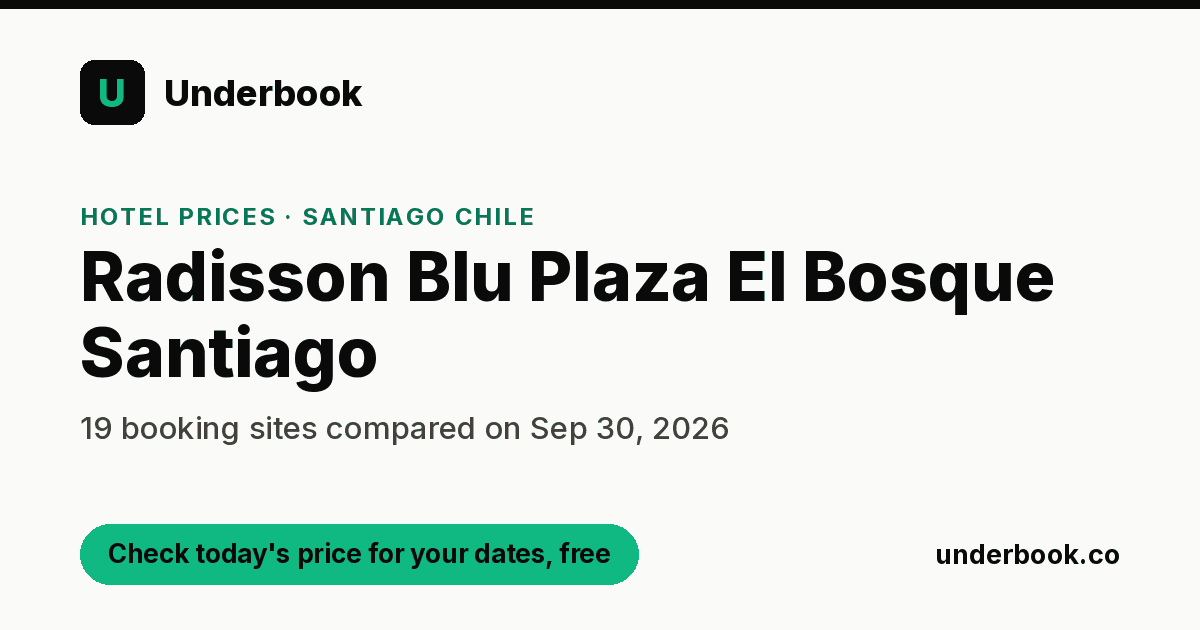 U Underbook
HOTEL PRICES · SANTIAGO CHILE
Radisson Blu Plaza El Bosque
Santiago
19 booking sites compared on Sep 30, 2026
Check today's price for your dates, free
underbook.co